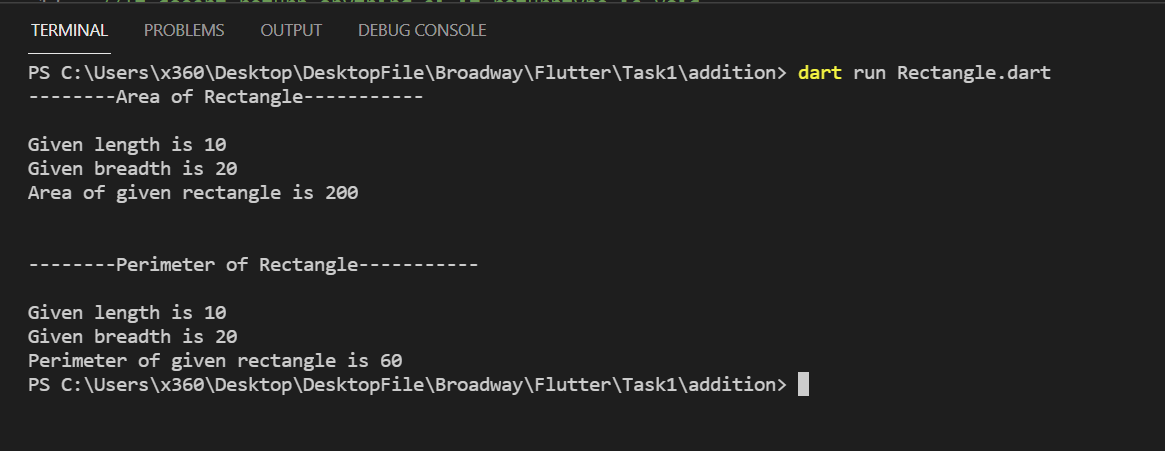 TERMINAL PROBLEMS OUTPUT DEBUG CONSOLE
PS C:\Users\x360\Desktop\DesktopFile\Broadway\Flutter\Task1\addition> dart run Rectangle.dart
--------Area of Rectangle-----------
Given length is 10
Given breadth is 20
Area of given rectangle is 200
--------Perimeter of Rectangle-----------
Given length is 10
Given breadth is 20
Perimeter of given rectangle is 60
PS C:\Users\x360\Desktop\DesktopFile\Broadway\Flutter\Task1\addition>